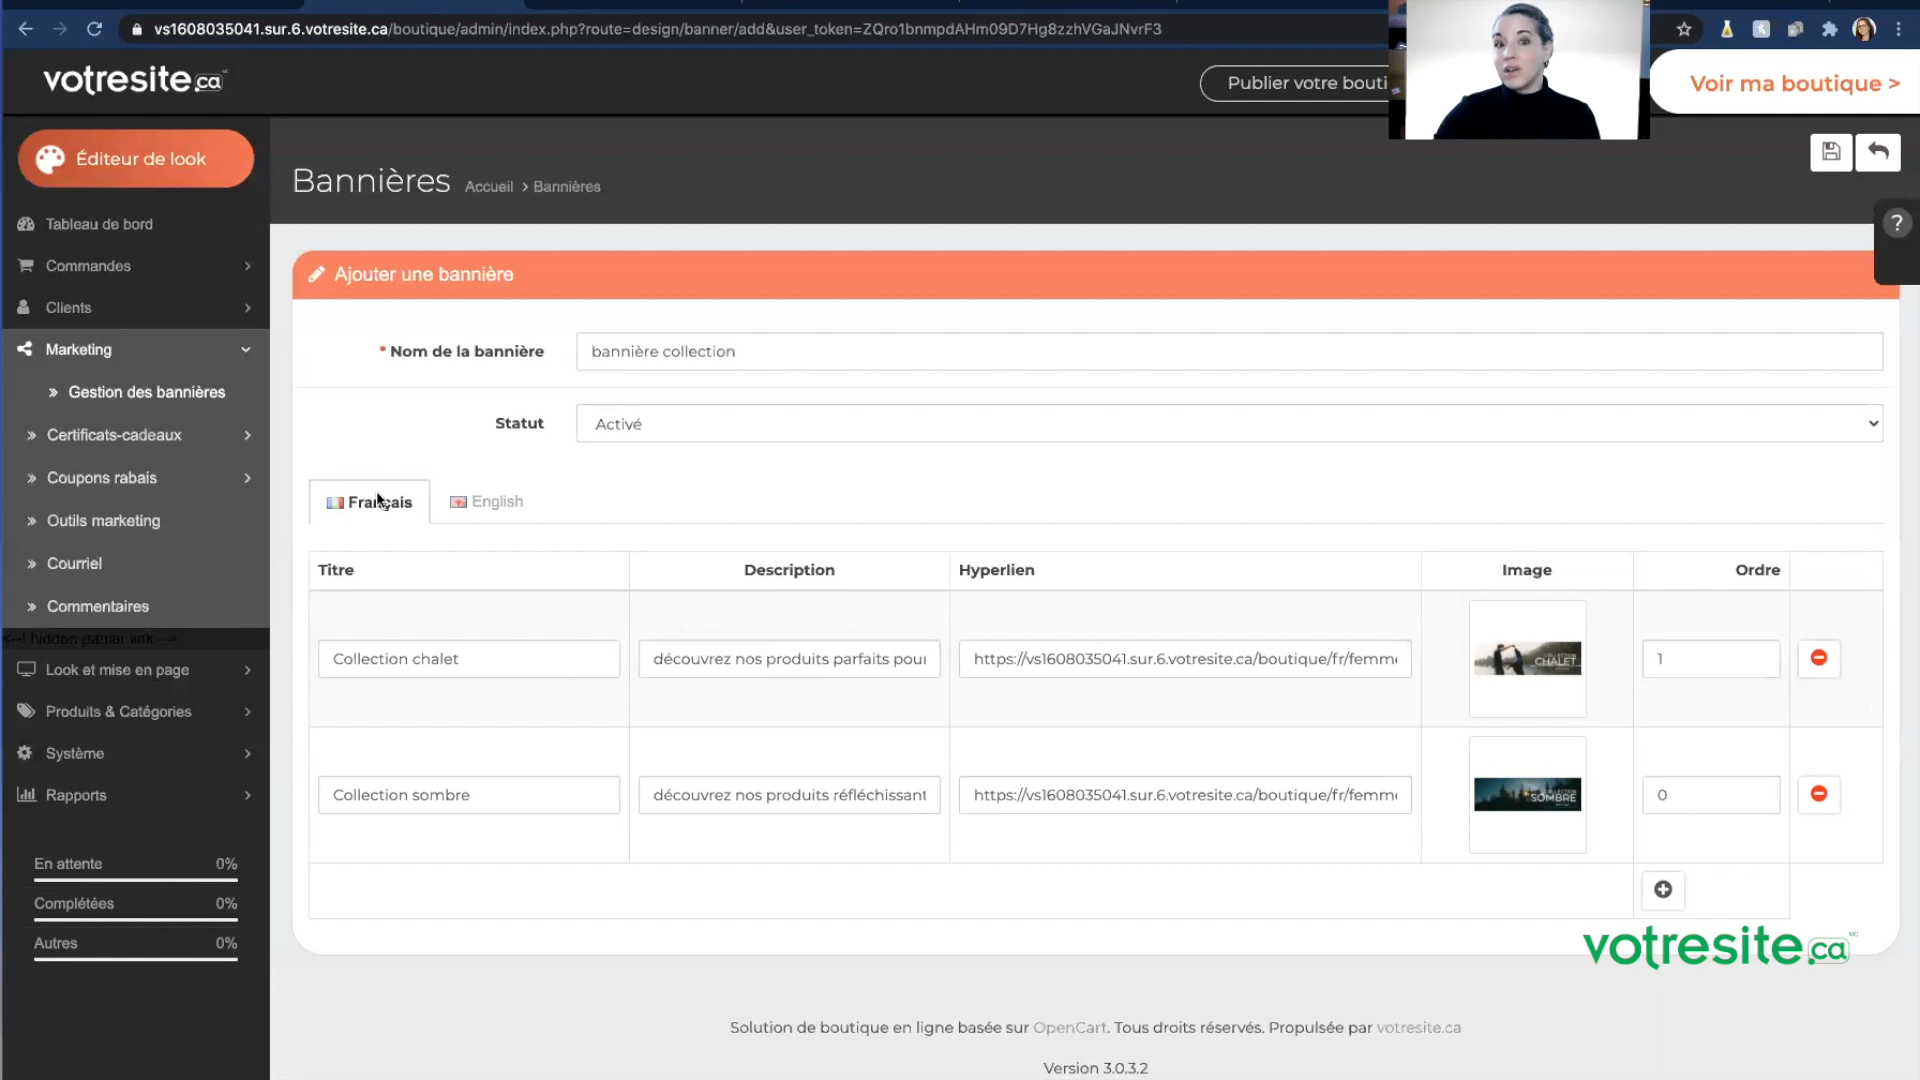 vs1608035041.sur.6.votresite.ca/boutique/admin/index.php?route=design/banner/add&user_token=ZQro1bnmpdAHm09D7Hg8zzhVGaJNvrF3
votresite.ca MC
Publier votre bouti
Voir ma boutique >
Éditeur de look
Bannières Accueil > Bannières
Tableau de bord
Commandes
Clients
Marketing
Gestion des bannières
Certificats-cadeaux
Coupons rabais
Outils marketing
Courriel
Commentaires
Look et mise en page
Produits & Catégories
Système
Rapports
En attente 0%
Complétées 0%
Autres 0%
?
Ajouter une bannière
* Nom de la bannière bannière collection
Statut Activé
Français English
Titre Description Hyperlien Image Ordre
Collection chalet découvrez nos produits parfaits pour https://vs1608035041.sur.6.votresite.ca/boutique/fr/femme CHALET 1
Collection sombre découvrez nos produits réfléchissant https://vs1608035041.sur.6.votresite.ca/boutique/fr/femme SOMBRE 0
votresite.ca MC
Solution de boutique en ligne basée sur OpenCart. Tous droits réservés. Propulsée par votresite.ca
Version 3.0.3.2